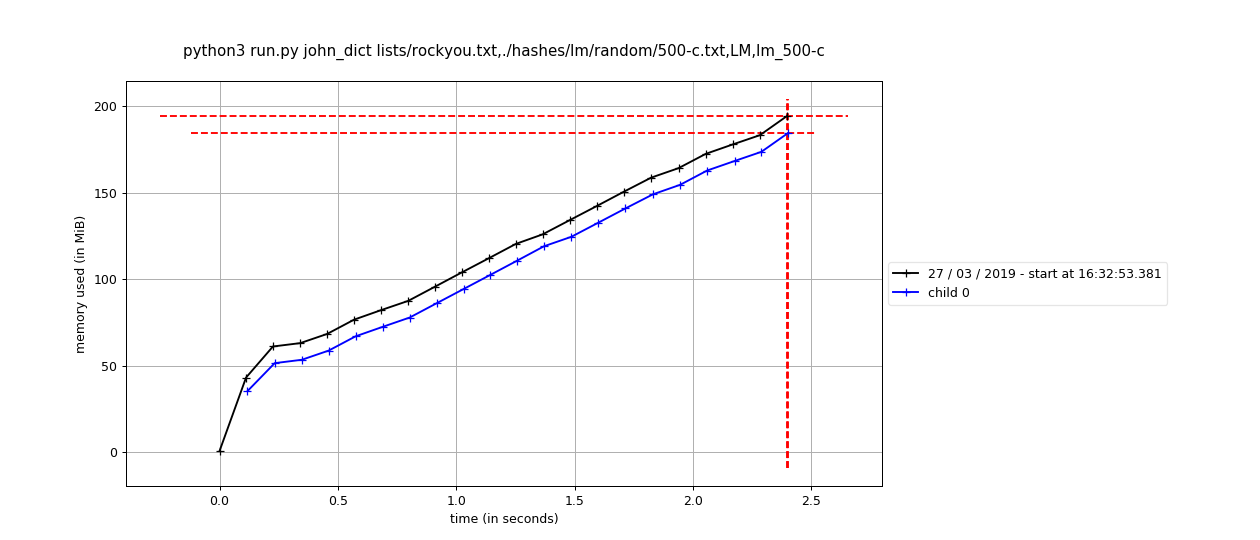 python3 run.py john_dict lists/rockyou.txt,./hashes/lm/random/500-c.txt,LM,lm_500-c
200
150
100
50
0
memory used (in MiB)
0.0 0.5 1.0 1.5 2.0 2.5
time (in seconds)
27 / 03 / 2019 - start at 16:32:53.381
child 0